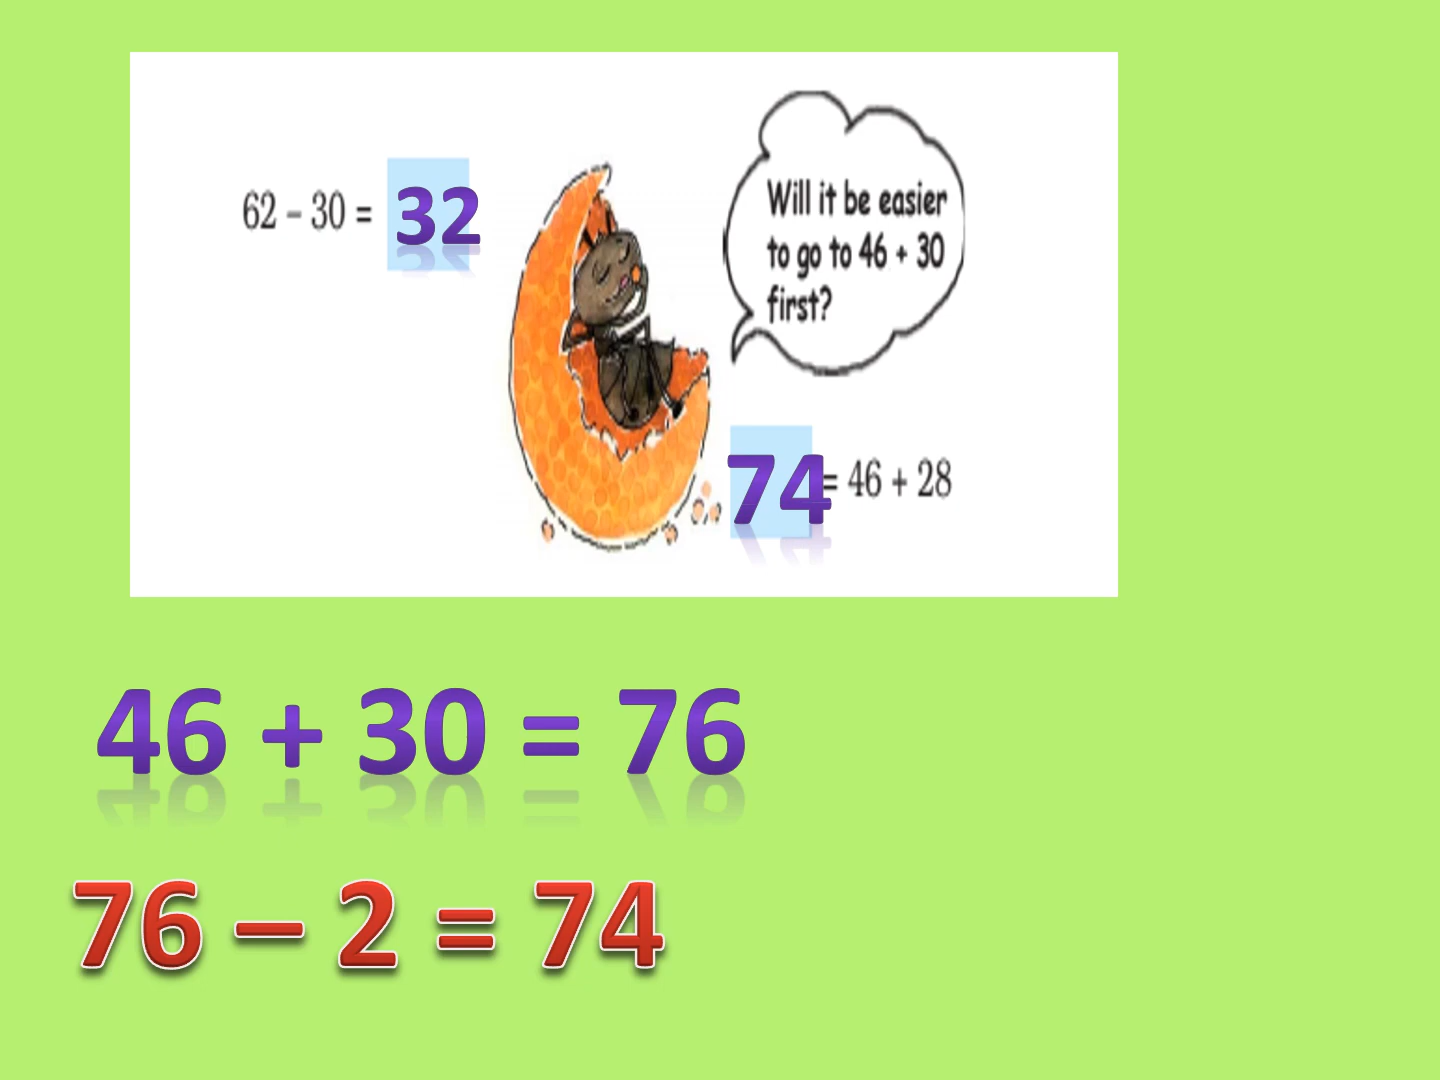 62 – 30 = 32
Will it be easier
to go to 46 + 30
first?
74 = 46 + 28
46 + 30 = 76
76 – 2 = 74